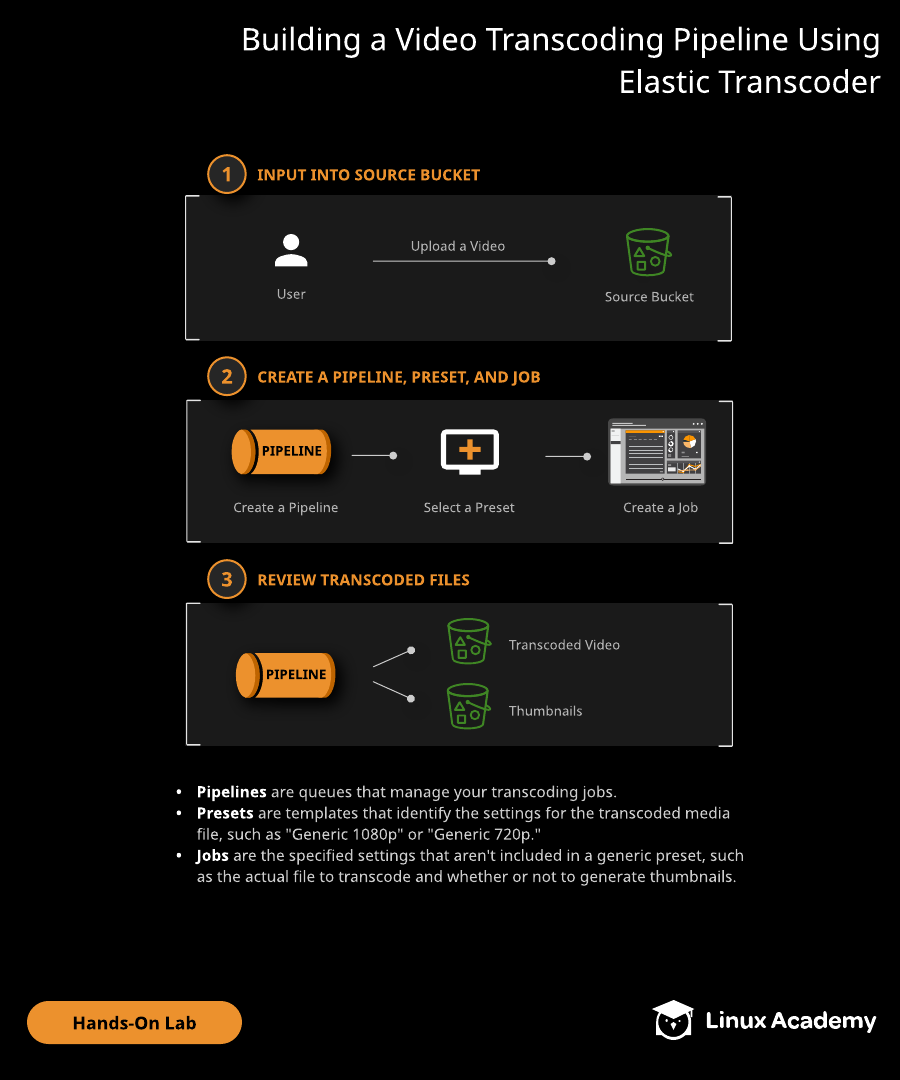 Building a Video Transcoding Pipeline Using
Elastic Transcoder
1 INPUT INTO SOURCE BUCKET
Upload a Video
User
Source Bucket
2 CREATE A PIPELINE, PRESET, AND JOB
PIPELINE
Create a Pipeline
Select a Preset
Create a Job
3 REVIEW TRANSCODED FILES
PIPELINE
Transcoded Video
Thumbnails
• Pipelines are queues that manage your transcoding jobs.
• Presets are templates that identify the settings for the transcoded media
file, such as "Generic 1080p" or "Generic 720p."
• Jobs are the specified settings that aren't included in a generic preset, such
as the actual file to transcode and whether or not to generate thumbnails.
Hands-On Lab
Linux Academy